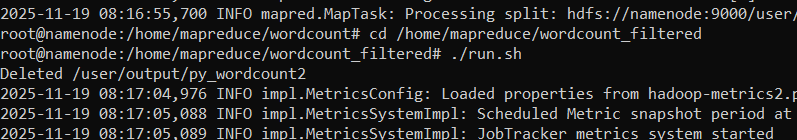 2025-11-19 08:16:55,700 INFO mapred.MapTask: Processing split: hdfs://namenode:9000/user/
root@namenode:/home/mapreduce/wordcount# cd /home/mapreduce/wordcount_filtered
root@namenode:/home/mapreduce/wordcount_filtered# ./run.sh
Deleted /user/output/py_wordcount2
2025-11-19 08:17:04,976 INFO impl.MetricsConfig: Loaded properties from hadoop-metrics2.p
2025-11-19 08:17:05,088 INFO impl.MetricsSystemImpl: Scheduled Metric snapshot period at
2025-11-19 08:17:05,089 INFO impl.MetricsSystemImpl: JobTracker metrics system started